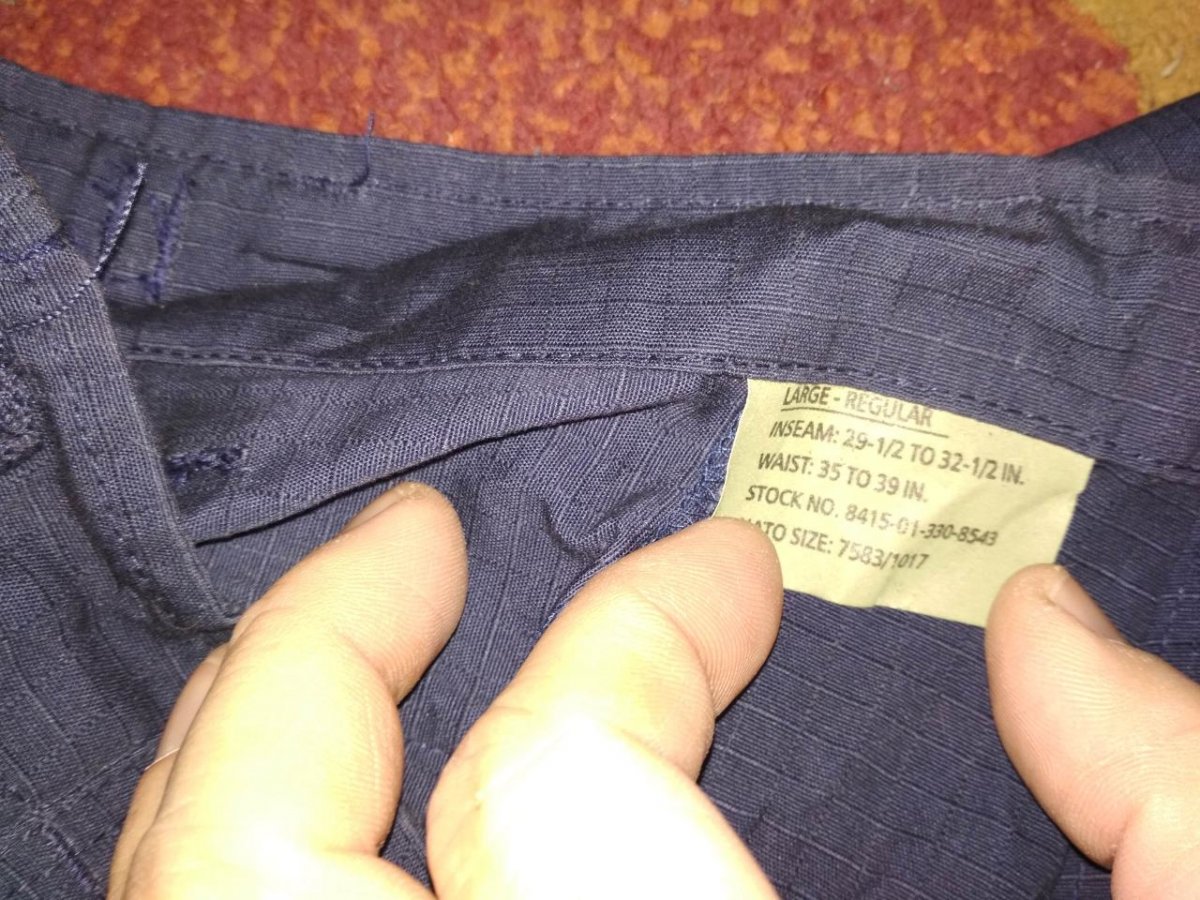 LARGE - REGULAR
INSEAM: 29-1/2 TO 32-1/2 IN.
WAIST: 35 TO 39 IN.
STOCK NO. 8415-01-330-8543
NATO SIZE: 7583/1017